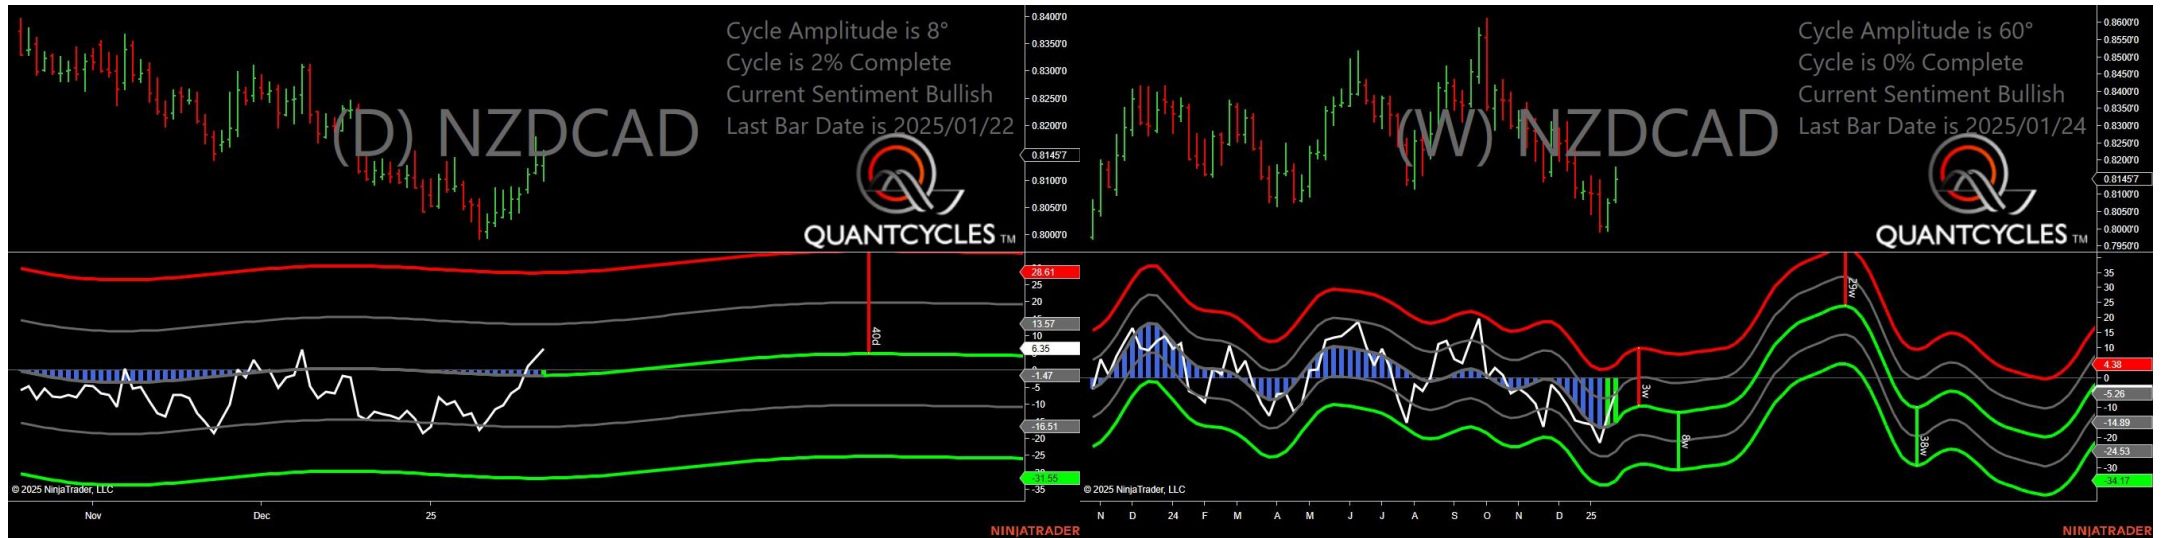 Cycle Amplitude is 8°
Cycle is 2% Complete
Current Sentiment Bullish
Last Bar Date is 2025/01/22
(D) NZDCAD
QUANTCYCLES TM
0.8400'0
0.8350'0
0.8300'0
0.8250'0
0.8200'0
0.8145'7
0.8100'0
0.8050'0
0.8000'0
28.61
25
20
13.57
10
6.35
-1.47
-5
-10
-16.51
-20
-25
-31.55
-35
40d
© 2025 NinjaTrader, LLC
Nov
Dec
25
NINJATRADER
Cycle Amplitude is 60°
Cycle is 0% Complete
Current Sentiment Bullish
Last Bar Date is 2025/01/24
(W) NZDCAD
QUANTCYCLES TM
0.8600'0
0.8550'0
0.8500'0
0.8450'0
0.8400'0
0.8350'0
0.8300'0
0.8250'0
0.8200'0
0.8145'7
0.8100'0
0.8050'0
0.8000'0
0.7950'0
35
30
25
20
15
10
4.38
0
-5.26
-10
-14.89
-20
-24.53
-30
-34.17
3w
8w
29w
38w
© 2025 NinjaTrader, LLC
N
D
24
F
M
A
M
J
J
A
S
O
N
D
25
NINJATRADER